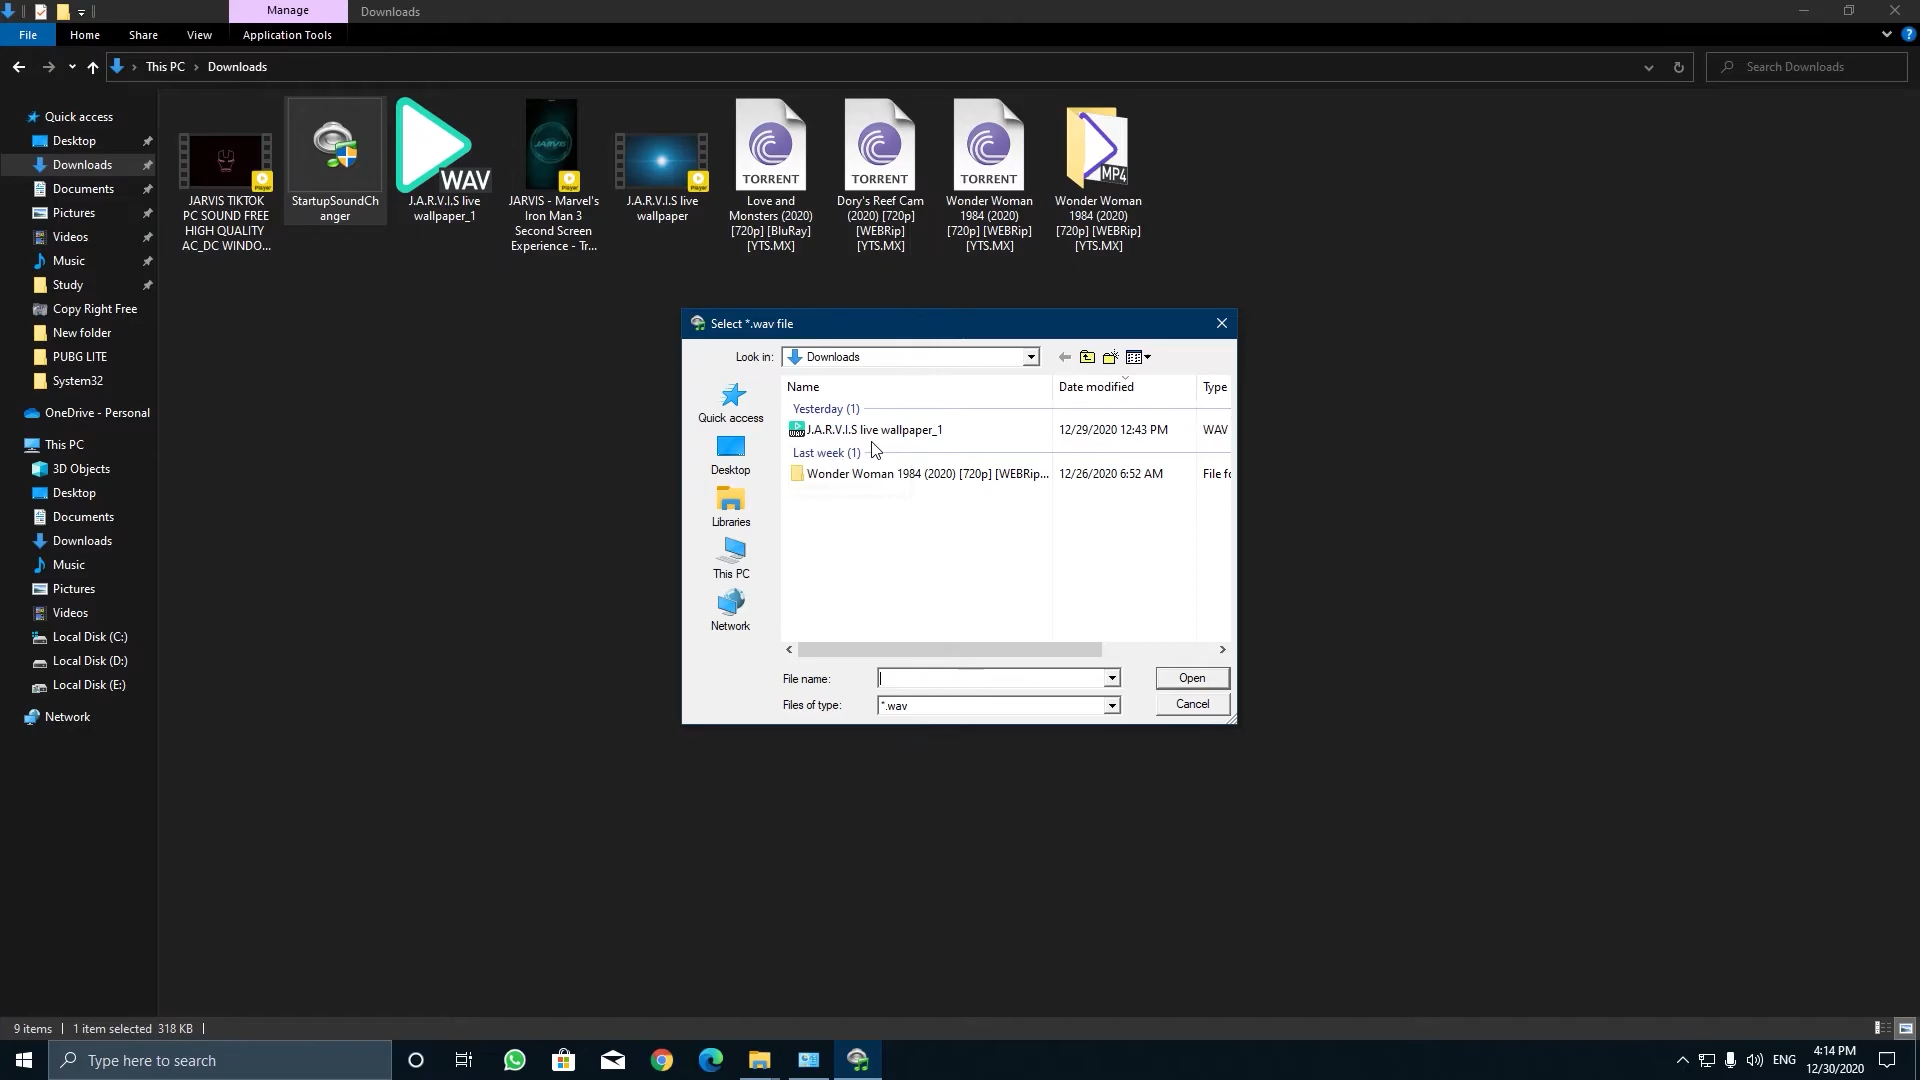 Manage
Downloads
File
Home
Share
View
Application Tools
This PC
Downloads
Search Downloads
Quick access
Desktop
Downloads
Documents
Pictures
Videos
Music
Study
Copy Right Free
New folder
PUBG LITE
System32
OneDrive - Personal
This PC
3D Objects
Desktop
Documents
Downloads
Music
Pictures
Videos
Local Disk (C:)
Local Disk (D:)
Local Disk (E:)
Network
Player
JARVIS TIKTOK
PC SOUND FREE
HIGH QUALITY
AC_DC WINDO...
StartupSoundCh
anger
WAV
J.A.R.V.I.S live
wallpaper_1
JARVIS
Player
JARVIS - Marvel's
Iron Man 3
Second Screen
Experience - Tr...
Player
J.A.R.V.I.S live
wallpaper
TORRENT
Love and
Monsters (2020)
[720p] [BluRay]
[YTS.MX]
TORRENT
Dory's Reef Cam
(2020) [720p]
[WEBRip]
[YTS.MX]
TORRENT
Wonder Woman
1984 (2020)
[720p] [WEBRip]
[YTS.MX]
MP4
Wonder Woman
1984 (2020)
[720p] [WEBRip]
[YTS.MX]
Select *.wav file
Look in:
Downloads
Quick access
Desktop
Libraries
This PC
Network
Name
Date modified
Type
Yesterday (1)
J.A.R.V.I.S live wallpaper_1
12/29/2020 12:43 PM
WAV
Last week (1)
Wonder Woman 1984 (2020) [720p] [WEBRip...
12/26/2020 6:52 AM
File fo
File name:
Open
Files of type:
*.wav
Cancel
9 items
1 item selected 318 KB
Type here to search
ENG
4:14 PM
12/30/2020